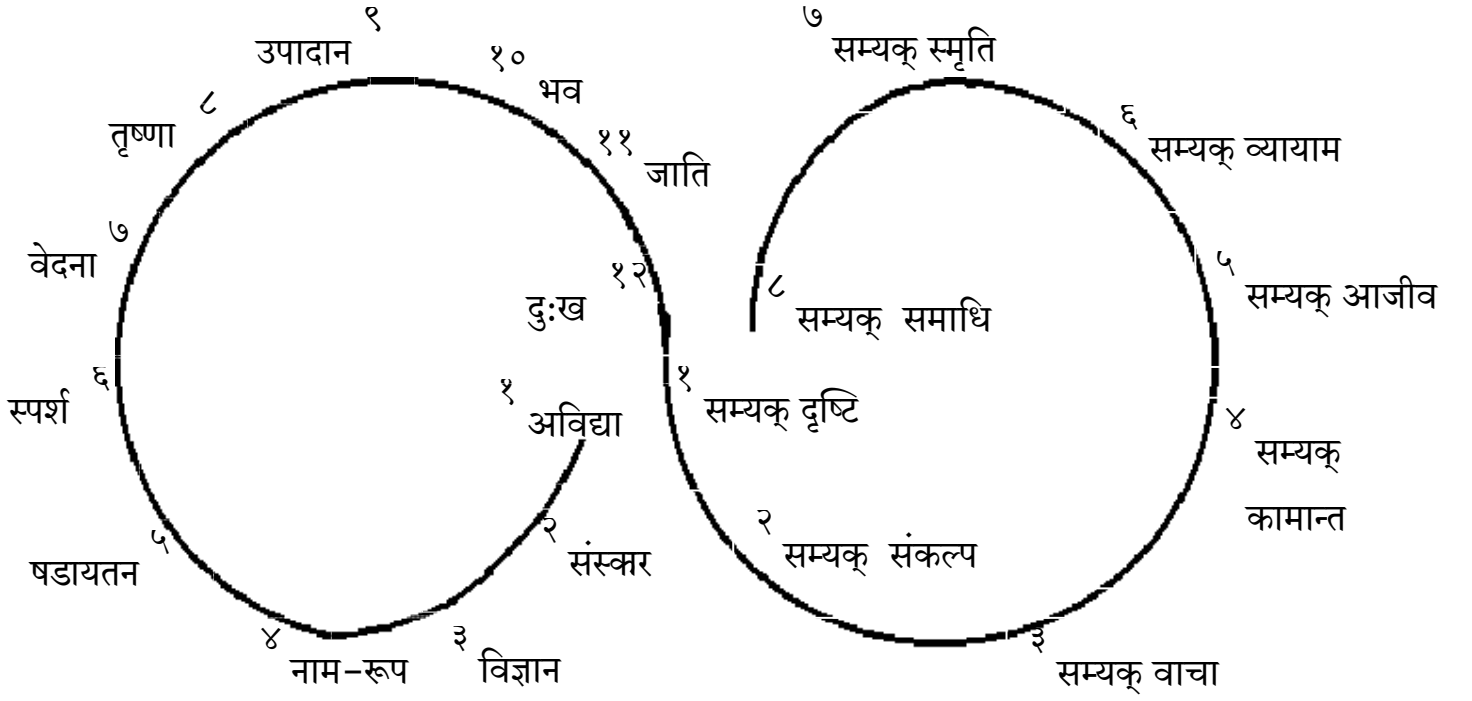 १
अविद्या
२
संस्कार
३
विज्ञान
४
नाम-रूप
५
षडायतन
६
स्पर्श
७
वेदना
८
तृष्णा
९
उपादान
१०
भव
११
जाति
१२
दुःख
१
सम्यक् दृष्टि
२
सम्यक् संकल्प
३
सम्यक् वाचा
४
सम्यक्
कामान्त
५
सम्यक् आजीव
६
सम्यक् व्यायाम
७
सम्यक् स्मृति
८
सम्यक् समाधि